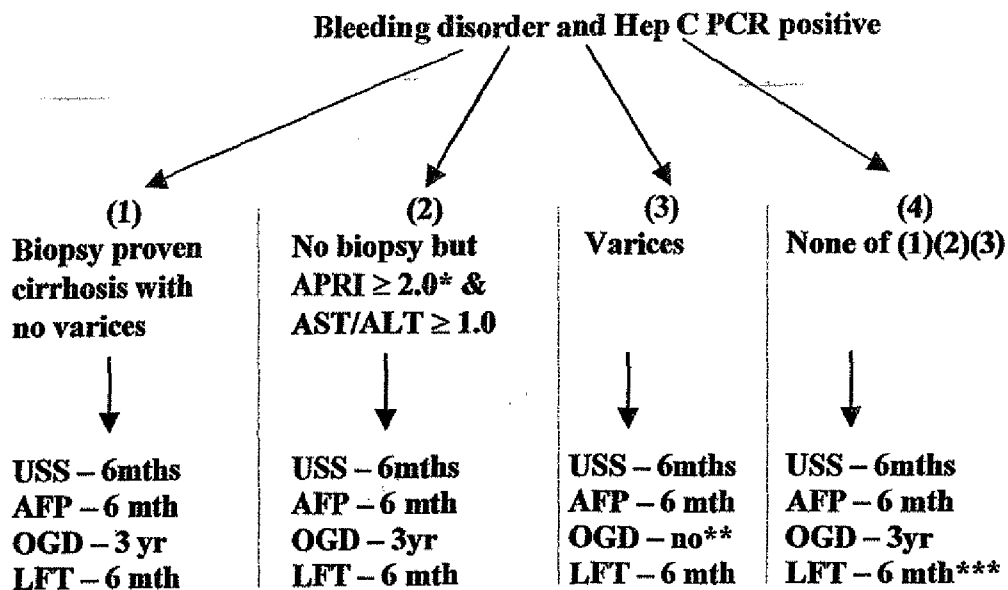 Bleeding disorder and Hep C PCR positive
(1)
Biopsy proven
cirrhosis with
no varices
USS – 6mths
AFP – 6 mth
OGD – 3 yr
LFT – 6 mth
(2)
No biopsy but
APRI ≥ 2.0* &
AST/ALT ≥ 1.0
USS – 6mths
AFP – 6 mth
OGD – 3yr
LFT – 6 mth
(3)
Varices
USS – 6mths
AFP – 6 mth
OGD – no**
LFT – 6 mth
(4)
None of (1)(2)(3)
USS – 6mths
AFP – 6 mth
OGD – 3yr
LFT – 6 mth***